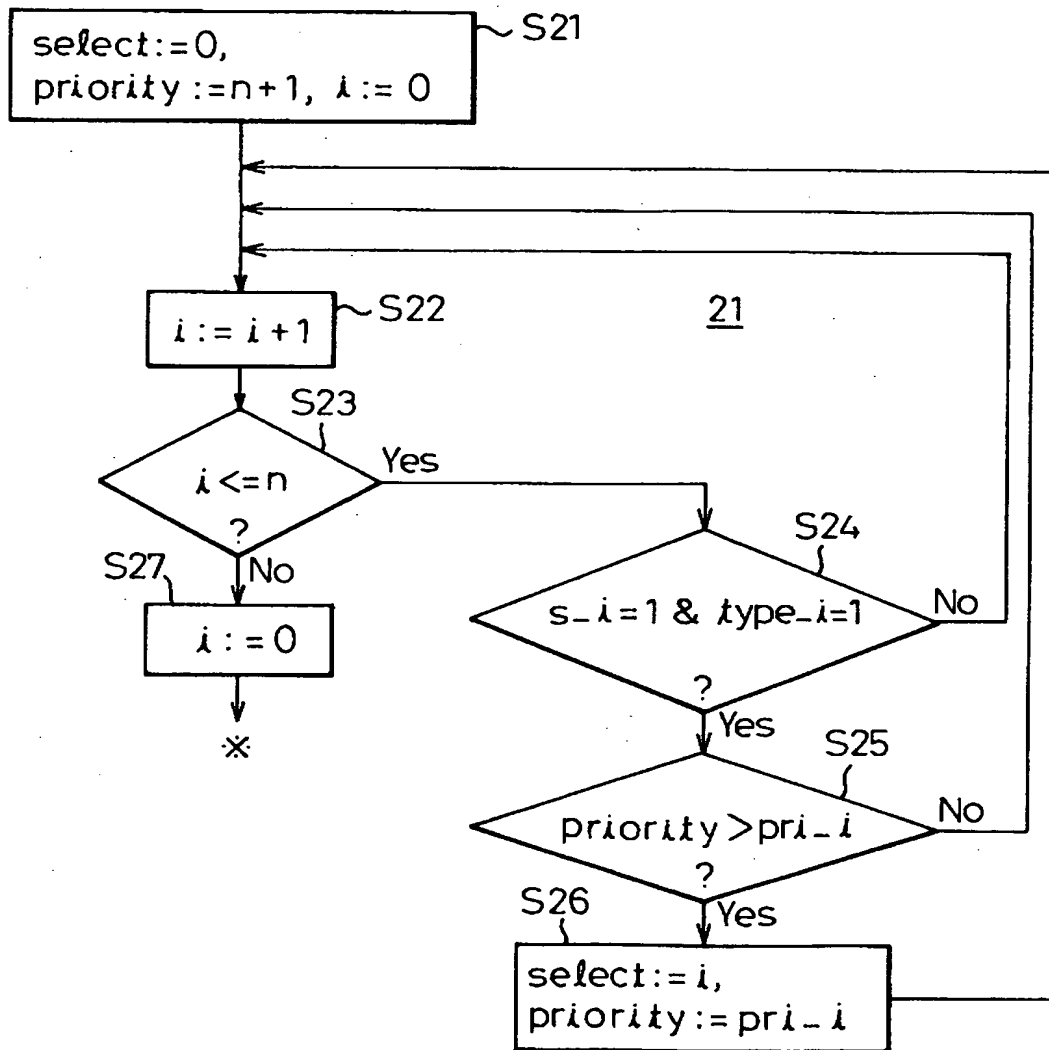 S21
select:=0,
priority:=n+1, i:=0
S22
i:=i+1
21
S23
i<=n
?
Yes
No
S24
s_i=1 & type_i=1
?
No
Yes
S27
i:=0
※
S25
priority>pri_i
?
No
Yes
S26
select:=i,
priority:=pri_i